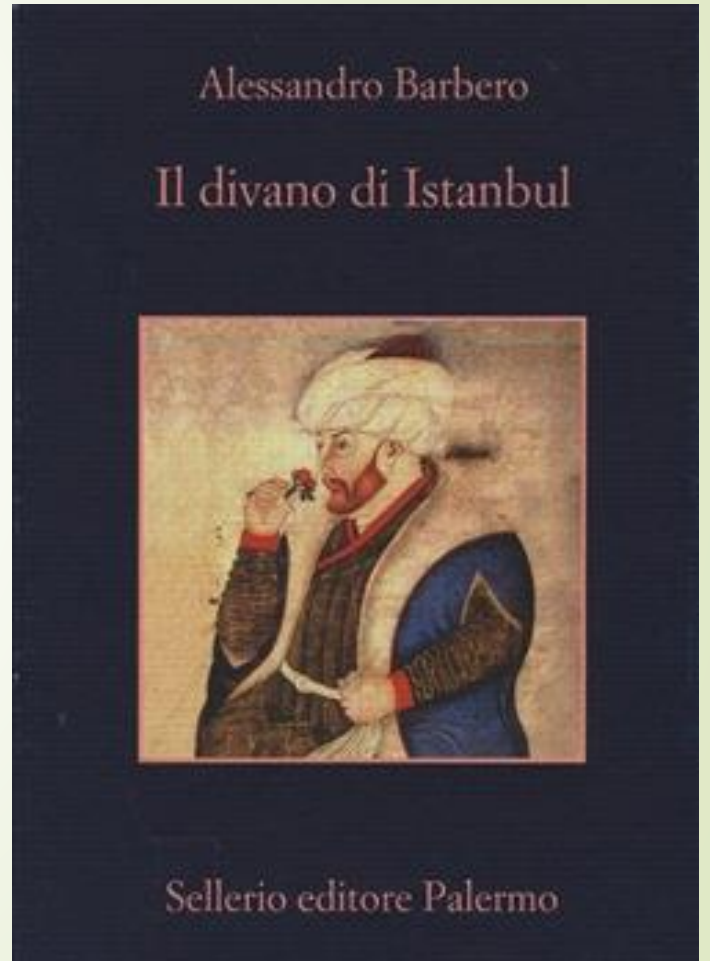 Alessandro Barbero
Il divano di Istanbul
Sellerio editore Palermo